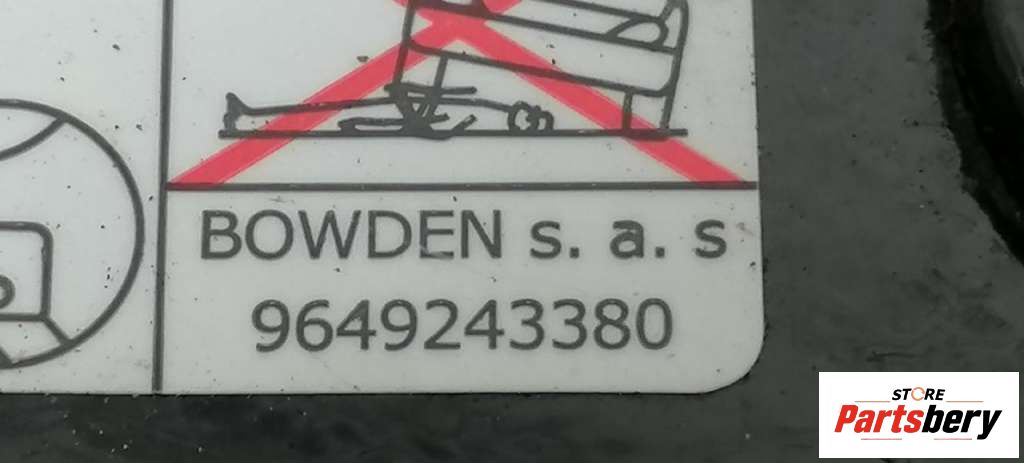 BOWDEN s. a. s
9649243380
STORE
Partsbery